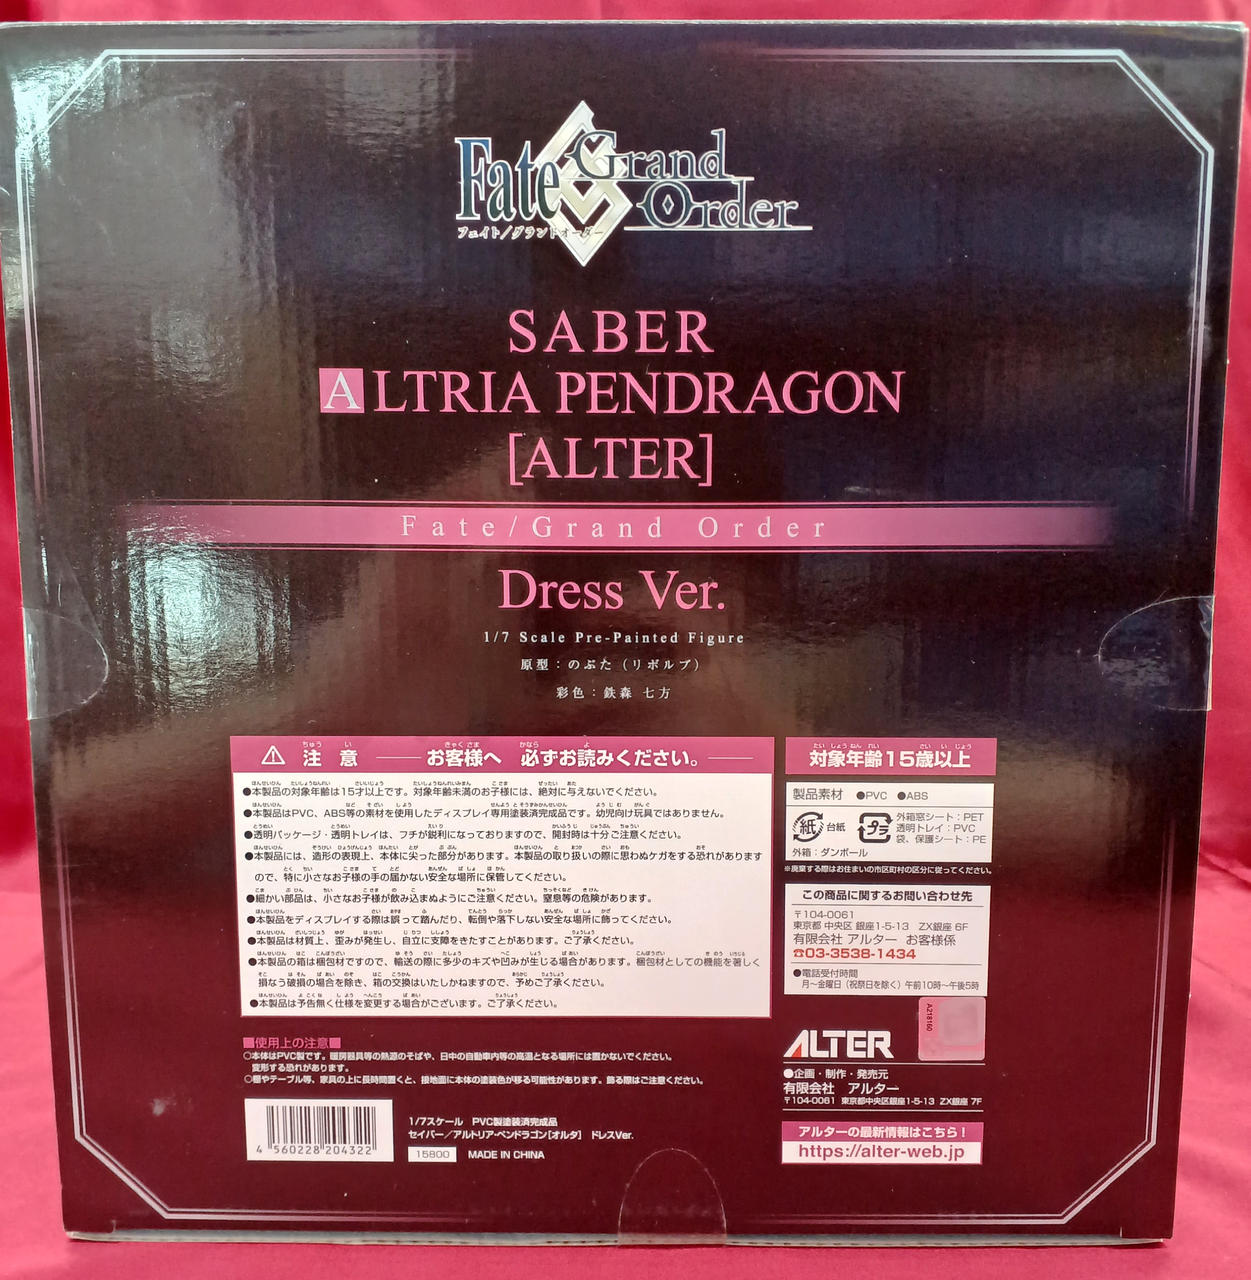 Fate Grand Order
フェイト/グランドオーダー
SABER
ALTRIA PENDRAGON
[ALTER]
Fate/Grand Order
Dress Ver.
1/7 Scale Pre-Painted Figure
原型：のぶた（リボルブ）
彩色：鉄森 七方
注 意 お客様へ 必ずお読みください。
●本製品の対象年齢は15才以上です。対象年齢未満のお子様には、絶対に与えないでください。
●本製品はPVC、ABS等の素材を使用したディスプレイ専用塗装済完成品です。幼児向け玩具ではありません。
●透明パッケージ・透明トレイは、フチが鋭利になっておりますので、開封時は十分ご注意ください。
●本製品には、造形の表現上、本体に尖った部分があります。本製品の取り扱いの際に思わぬケガをする恐れがあります
ので、特に小さなお子様の手の届かない安全な場所に保管してください。
●細かい部品は、小さなお子様が飲み込まぬようにご注意ください。窒息等の危険があります。
●本製品をディスプレイする際は誤って踏んだり、転倒や落下しない安全な場所に飾ってください。
●本製品は材質上、歪みが発生し、自立に支障をきたすことがあります。ご了承ください。
●本製品の箱は梱包材ですので、輸送の際に多少のキズや凹みが生じる場合があります。梱包材としての機能を著しく
損なう破損の場合を除き、箱の交換はいたしかねますので、予めご了承ください。
●本製品は予告無く仕様を変更する場合がございます。ご了承ください。
■使用上の注意■
○本体はPVC製です。暖房器具等の熱源のそばや、日中の自動車内等の高温となる場所には置かないでください。
変形する恐れがあります。
○棚やテーブル等、家具の上に長時間置くと、接地面に本体の塗装色が移る可能性があります。飾る際はご注意ください。
4 560228 204322
1/7スケール PVC製塗装済完成品
セイバー／アルトリア・ペンドラゴン[オルタ] ドレスVer.
15800 MADE IN CHINA
対象年齢15歳以上
製品素材 ●PVC ●ABS
紙 台紙
プラ 外箱窓シート：PET
透明トレイ：PVC
袋、保護シート：PE
外箱：ダンボール
※廃棄する際はお住まいの市区町村の区分に従ってください。
この商品に関するお問い合わせ先
〒104-0061
東京都 中央区 銀座1-5-13 ZX銀座 6F
有限会社 アルター お客様係
☎03-3538-1434
●電話受付時間
月～金曜日（祝祭日を除く）午前10時～午後5時
A218160
ALTER
●企画・制作・発売元
有限会社 アルター
〒104-0061 東京都中央区銀座1-5-13 ZX銀座 7F
アルターの最新情報はこちら！
https://alter-web.jp